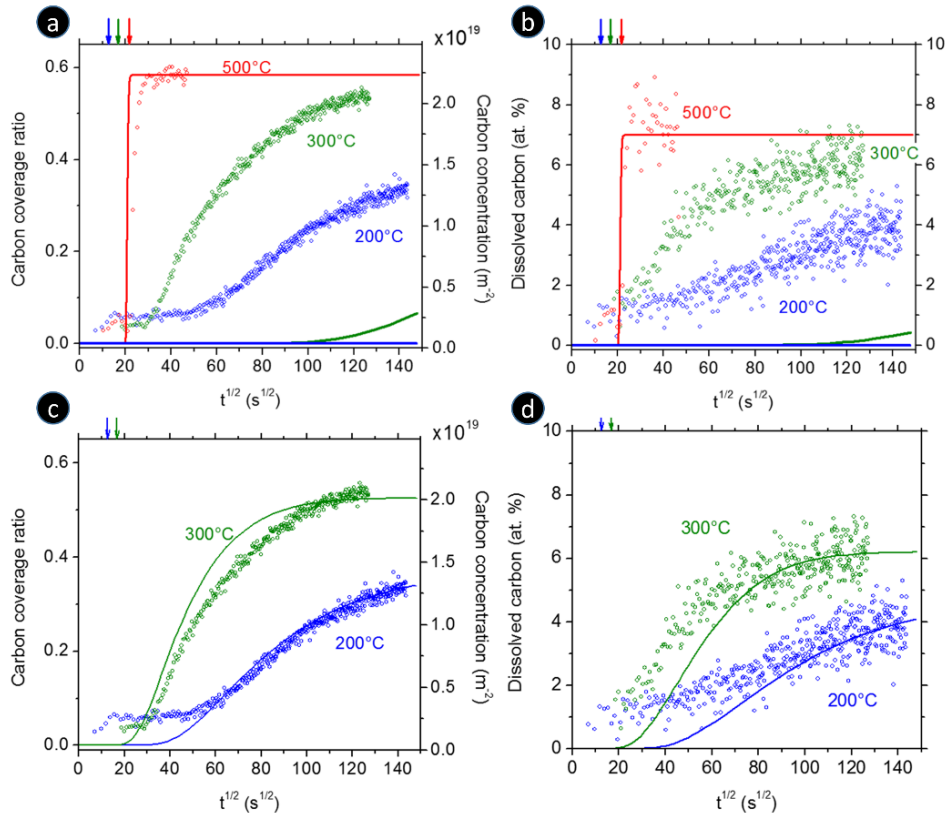 a
x10^19
0.6
0.4
0.2
0.0
Carbon coverage ratio
500°C
300°C
200°C
2.0
1.5
1.0
0.5
0.0
Carbon concentration (m^-2)
0 20 40 60 80 100 120 140
t^1/2 (s^1/2)
b
10
8
6
4
2
0
Dissolved carbon (at. %)
500°C
300°C
200°C
10
8
6
4
2
0
0 20 40 60 80 100 120 140
t^1/2 (s^1/2)
c
x10^19
0.6
0.4
0.2
0.0
Carbon coverage ratio
300°C
200°C
2.0
1.5
1.0
0.5
0.0
Carbon concentration (m^-2)
0 20 40 60 80 100 120 140
t^1/2 (s^1/2)
d
10
8
6
4
2
0
Dissolved carbon (at. %)
300°C
200°C
0 20 40 60 80 100 120 140
t^1/2 (s^1/2)